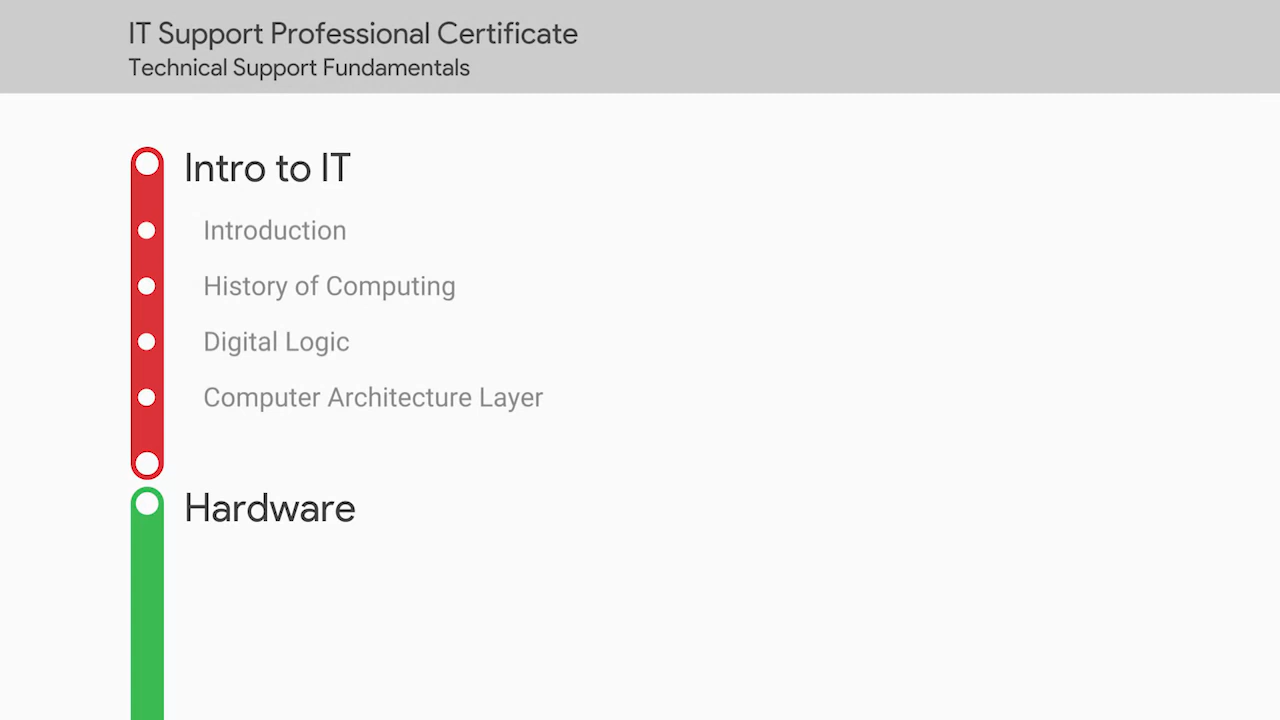 IT Support Professional Certificate
Technical Support Fundamentals
Intro to IT
Introduction
History of Computing
Digital Logic
Computer Architecture Layer
Hardware